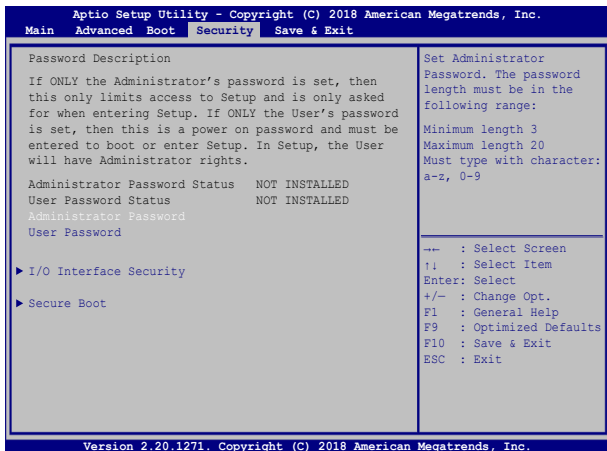 Aptio Setup Utility - Copyright (C) 2018 American Megatrends, Inc.
Main Advanced Boot Security Save & Exit
Password Description
If ONLY the Administrator's password is set, then
this only limits access to Setup and is only asked
for when entering Setup. If ONLY the User's password
is set, then this is a power on password and must be
entered to boot or enter Setup. In Setup, the User
will have Administrator rights.
Administrator Password Status NOT INSTALLED
User Password Status NOT INSTALLED
Administrator Password
User Password
▶ I/O Interface Security
▶ Secure Boot
Set Administrator
Password. The password
length must be in the
following range:
Minimum length 3
Maximum length 20
Must type with character:
a-z, 0-9
→← : Select Screen
↑↓ : Select Item
Enter: Select
+/— : Change Opt.
F1 : General Help
F9 : Optimized Defaults
F10 : Save & Exit
ESC : Exit
Version 2.20.1271. Copyright (C) 2018 American Megatrends, Inc.